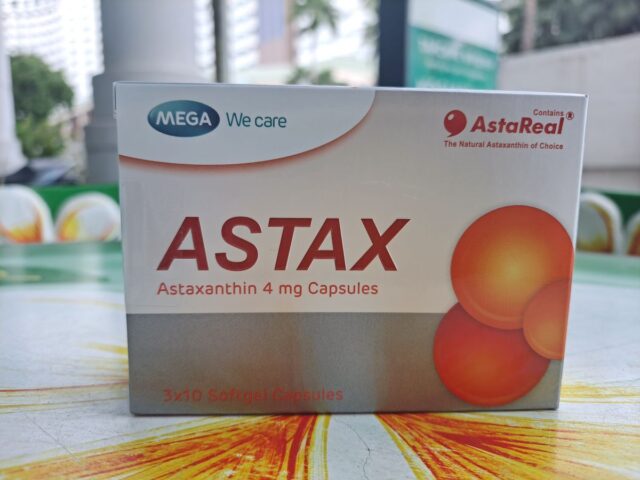 MEGA We care
Contains
AstaReal®
The Natural Astaxanthin of Choice
ASTAX
Astaxanthin 4 mg Capsules
3x10 Softgel Capsules